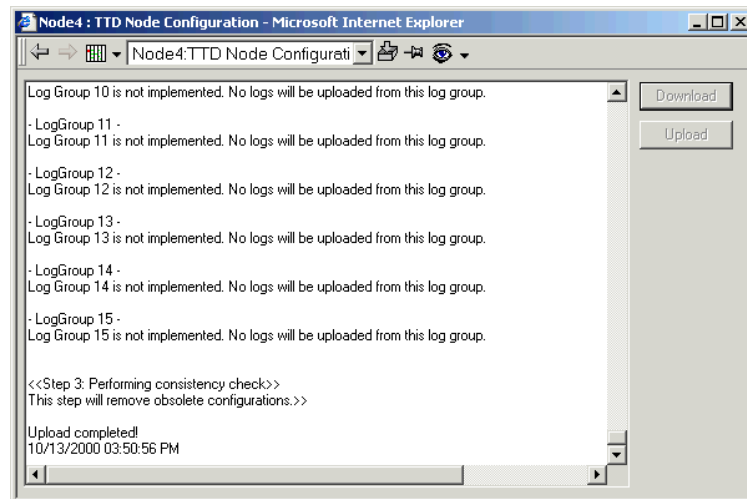 Node4 : TTD Node Configuration - Microsoft Internet Explorer
Node4:TTD Node Configurati
Log Group 10 is not implemented. No logs will be uploaded from this log group.
- LogGroup 11 -
Log Group 11 is not implemented. No logs will be uploaded from this log group.
- LogGroup 12 -
Log Group 12 is not implemented. No logs will be uploaded from this log group.
- LogGroup 13 -
Log Group 13 is not implemented. No logs will be uploaded from this log group.
- LogGroup 14 -
Log Group 14 is not implemented. No logs will be uploaded from this log group.
- LogGroup 15 -
Log Group 15 is not implemented. No logs will be uploaded from this log group.
<<Step 3: Performing consistency check>>
This step will remove obsolete configurations.>>
Upload completed!
10/13/2000 03:50:56 PM
Download
Upload